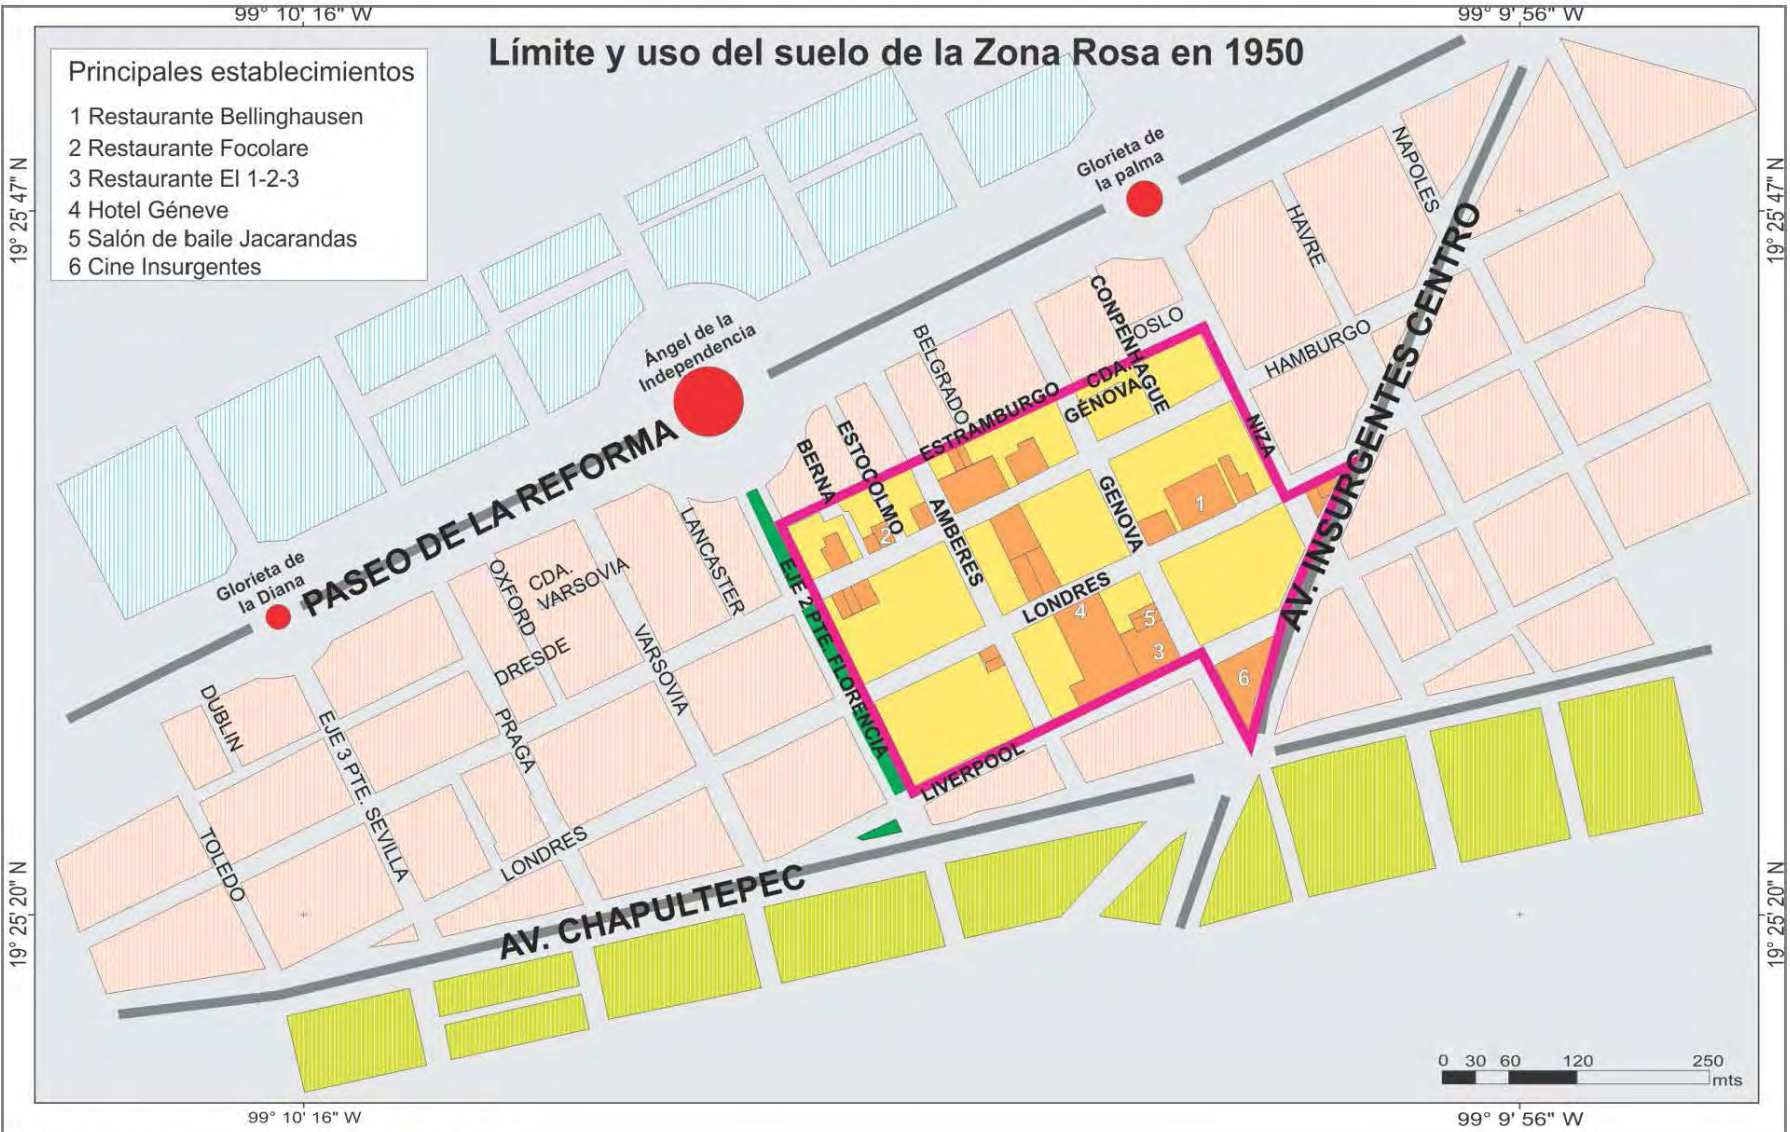 99° 10' 16" W
99° 9' 56" W
Límite y uso del suelo de la Zona Rosa en 1950
Principales establecimientos
1 Restaurante Bellinghausen
2 Restaurante Focolare
3 Restaurante El 1-2-3
4 Hotel Géneve
5 Salón de baile Jacarandas
6 Cine Insurgentes
19° 25' 47" N
19° 25' 47" N
Glorieta de
la palma
NAPOLES
HAVRE
AV. INSURGENTES CENTRO
Ángel de la
Independencia
CONPENHAGUE
OSLO
HAMBURGO
BELGRADO
CDA.
GÉNOVA
ESTRAMBURGO
NIZA
PASEO DE LA REFORMA
BERNA
ESTOCOLMO
AMBERES
GENOVA
1
2
LANCASTER
Glorieta de
la Diana
OXFORD
CDA.
VARSOVIA
EJE 2 PTE. FLORENCIA
LONDRES
4
5
3
6
DRESDE
VARSOVIA
DUBLIN
EJE 3 PTE. SEVILLA
PRAGA
LIVERPOOL
TOLEDO
LONDRES
AV. CHAPULTEPEC
19° 25' 20" N
19° 25' 20" N
0 30 60 120 250
mts
99° 10' 16" W
99° 9' 56" W